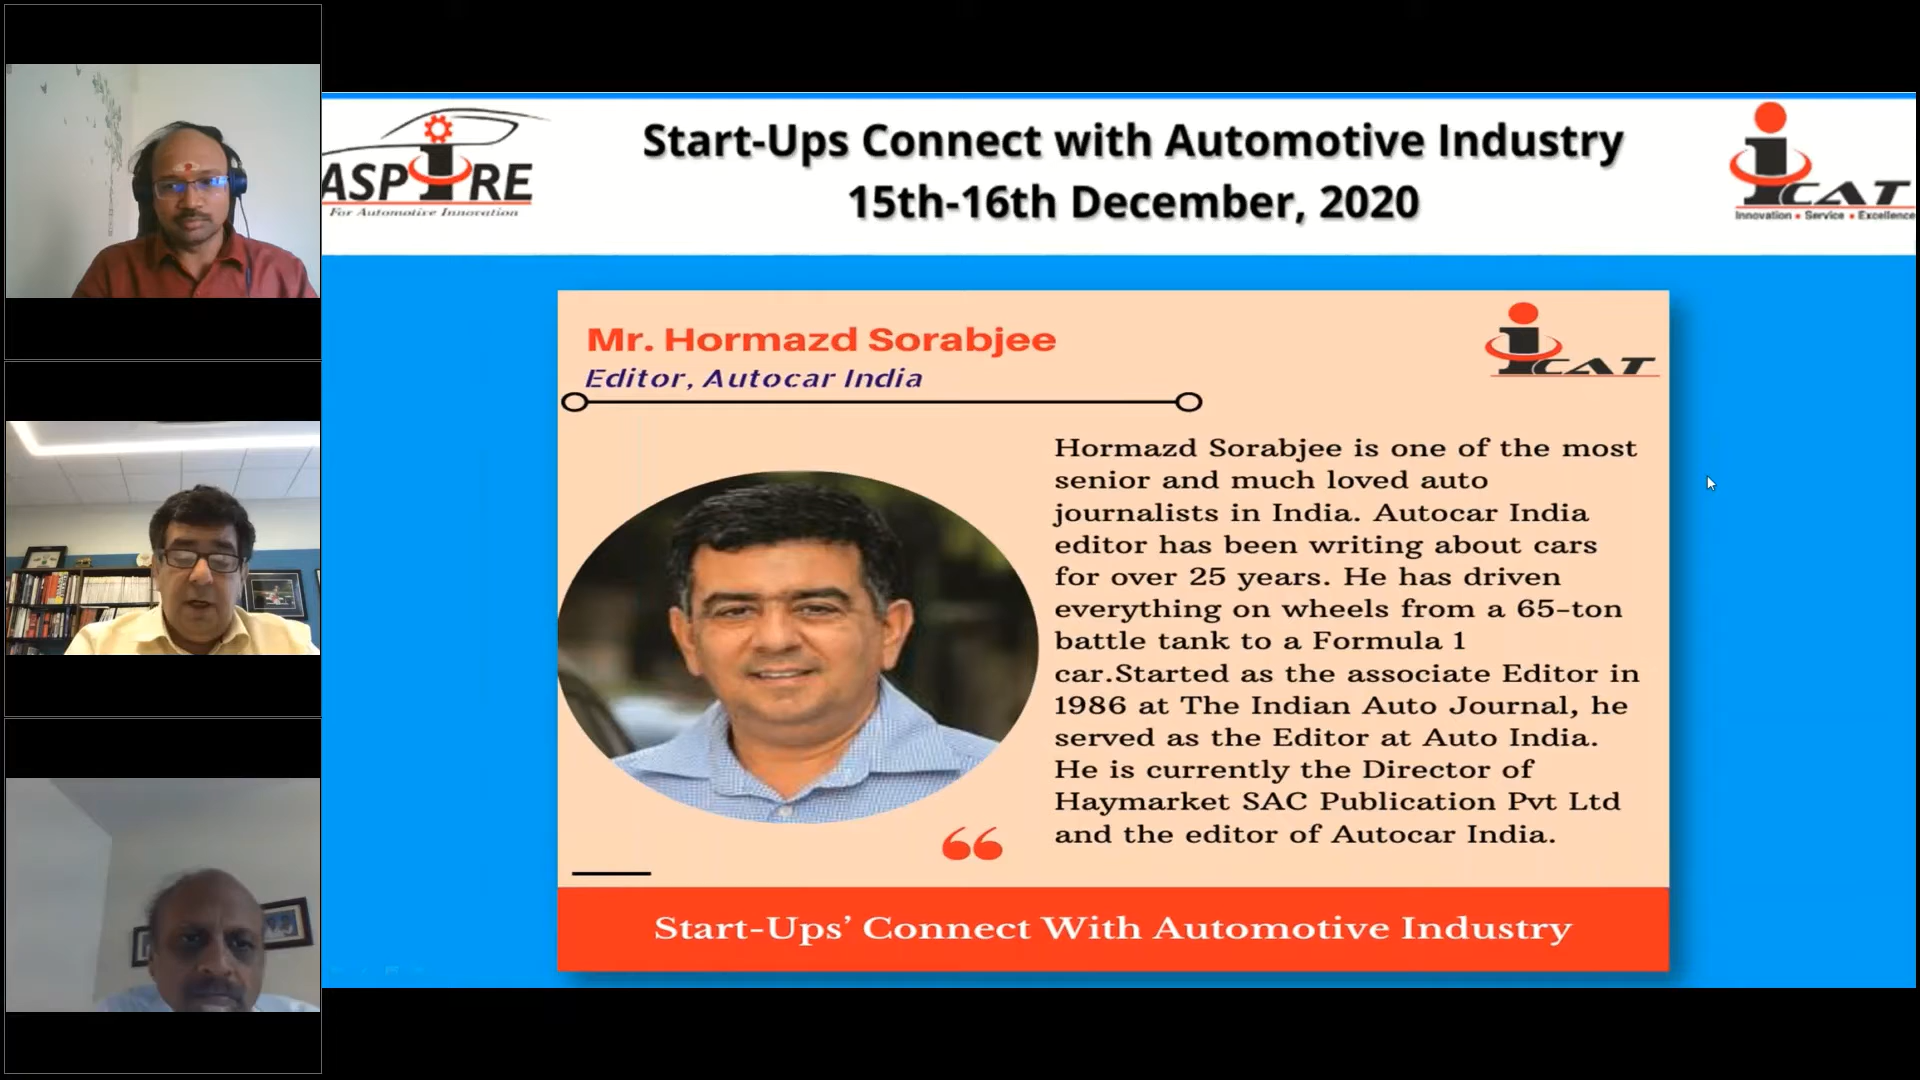 ASPiRE
For Automotive Innovation
Start-Ups Connect with Automotive Industry
15th-16th December, 2020
iCAT
Innovation • Service • Excellence
Mr. Hormazd Sorabjee
Editor, Autocar India
iCAT
Hormazd Sorabjee is one of the most
senior and much loved auto
journalists in India. Autocar India
editor has been writing about cars
for over 25 years. He has driven
everything on wheels from a 65-ton
battle tank to a Formula 1
car.Started as the associate Editor in
1986 at The Indian Auto Journal, he
served as the Editor at Auto India.
He is currently the Director of
Haymarket SAC Publication Pvt Ltd
and the editor of Autocar India.
Start-Ups’ Connect With Automotive Industry